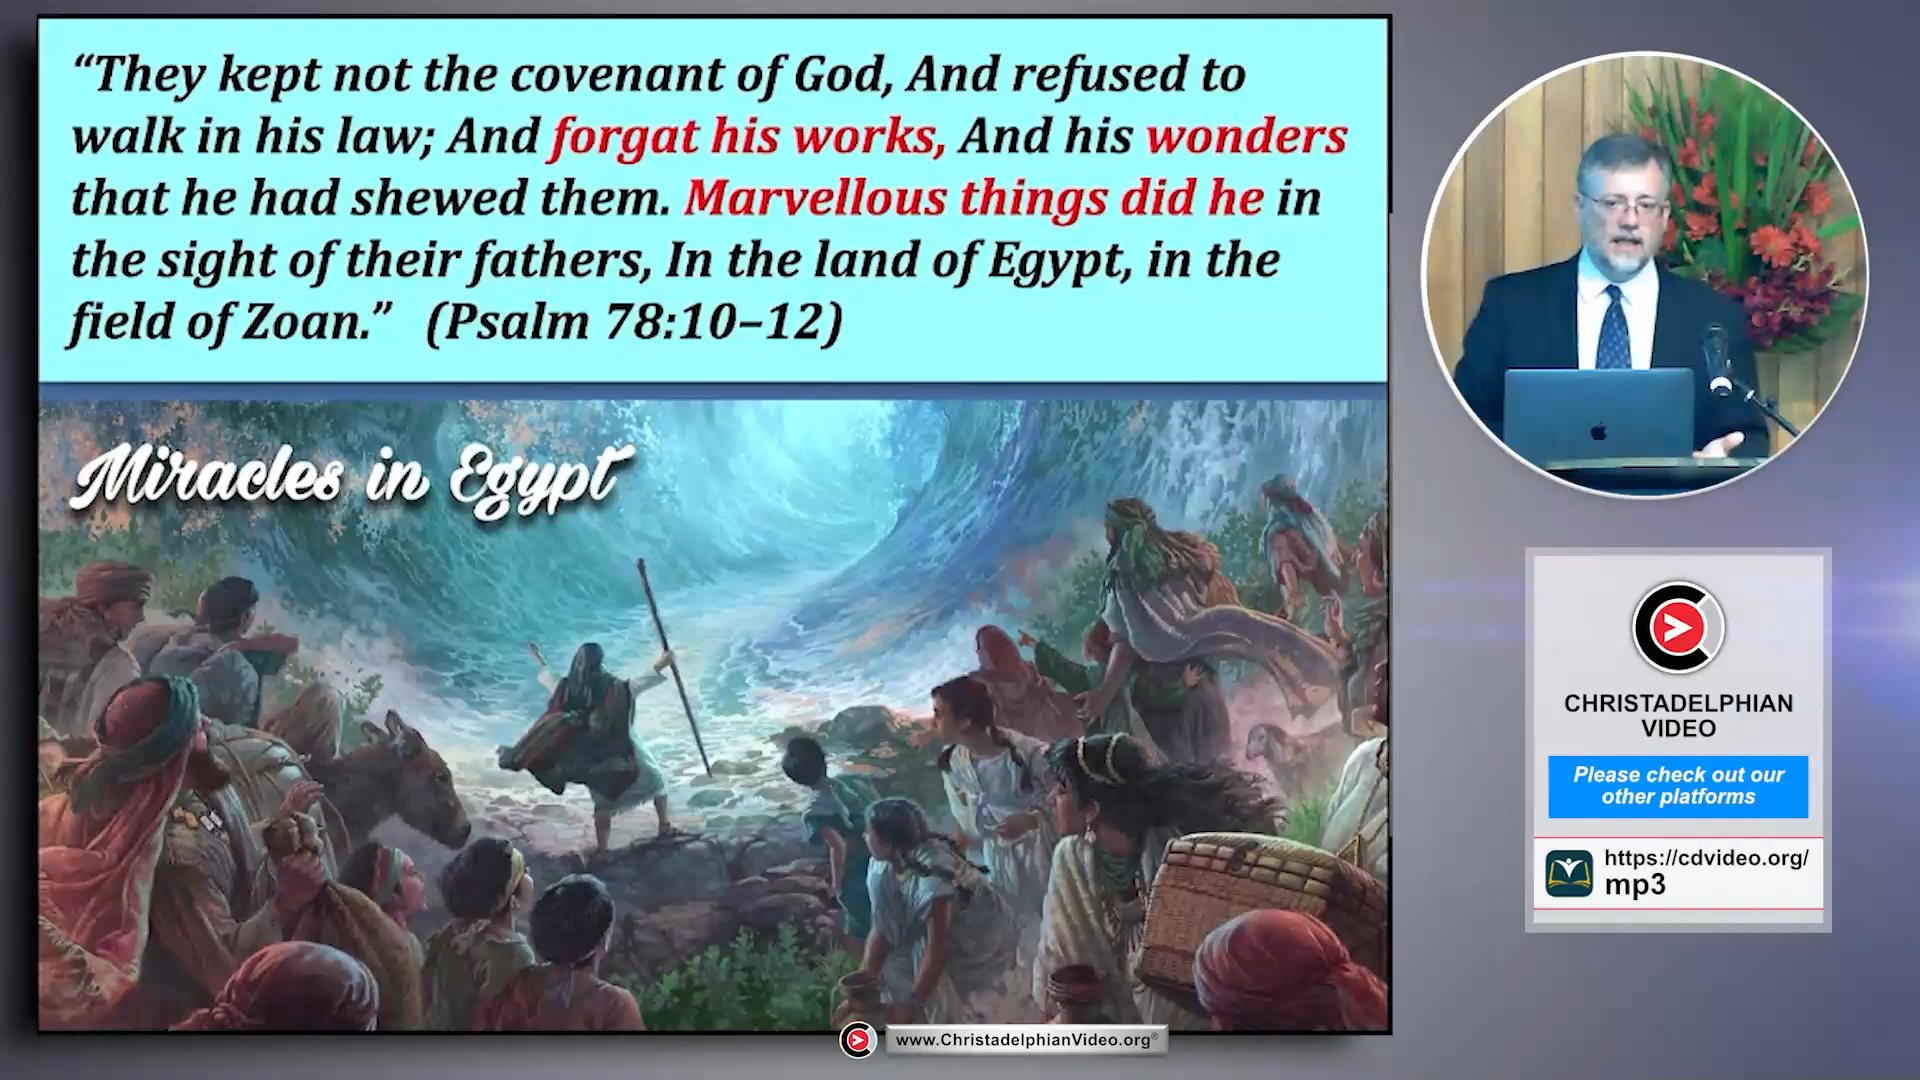 “They kept not the covenant of God, And refused to
walk in his law; And forgat his works, And his wonders
that he had shewed them. Marvellous things did he in
the sight of their fathers, In the land of Egypt, in the
field of Zoan.” (Psalm 78:10–12)
Miracles in Egypt
CHRISTADELPHIAN
VIDEO
Please check out our
other platforms
https://cdvideo.org/
mp3
www.ChristadelphianVideo.org®